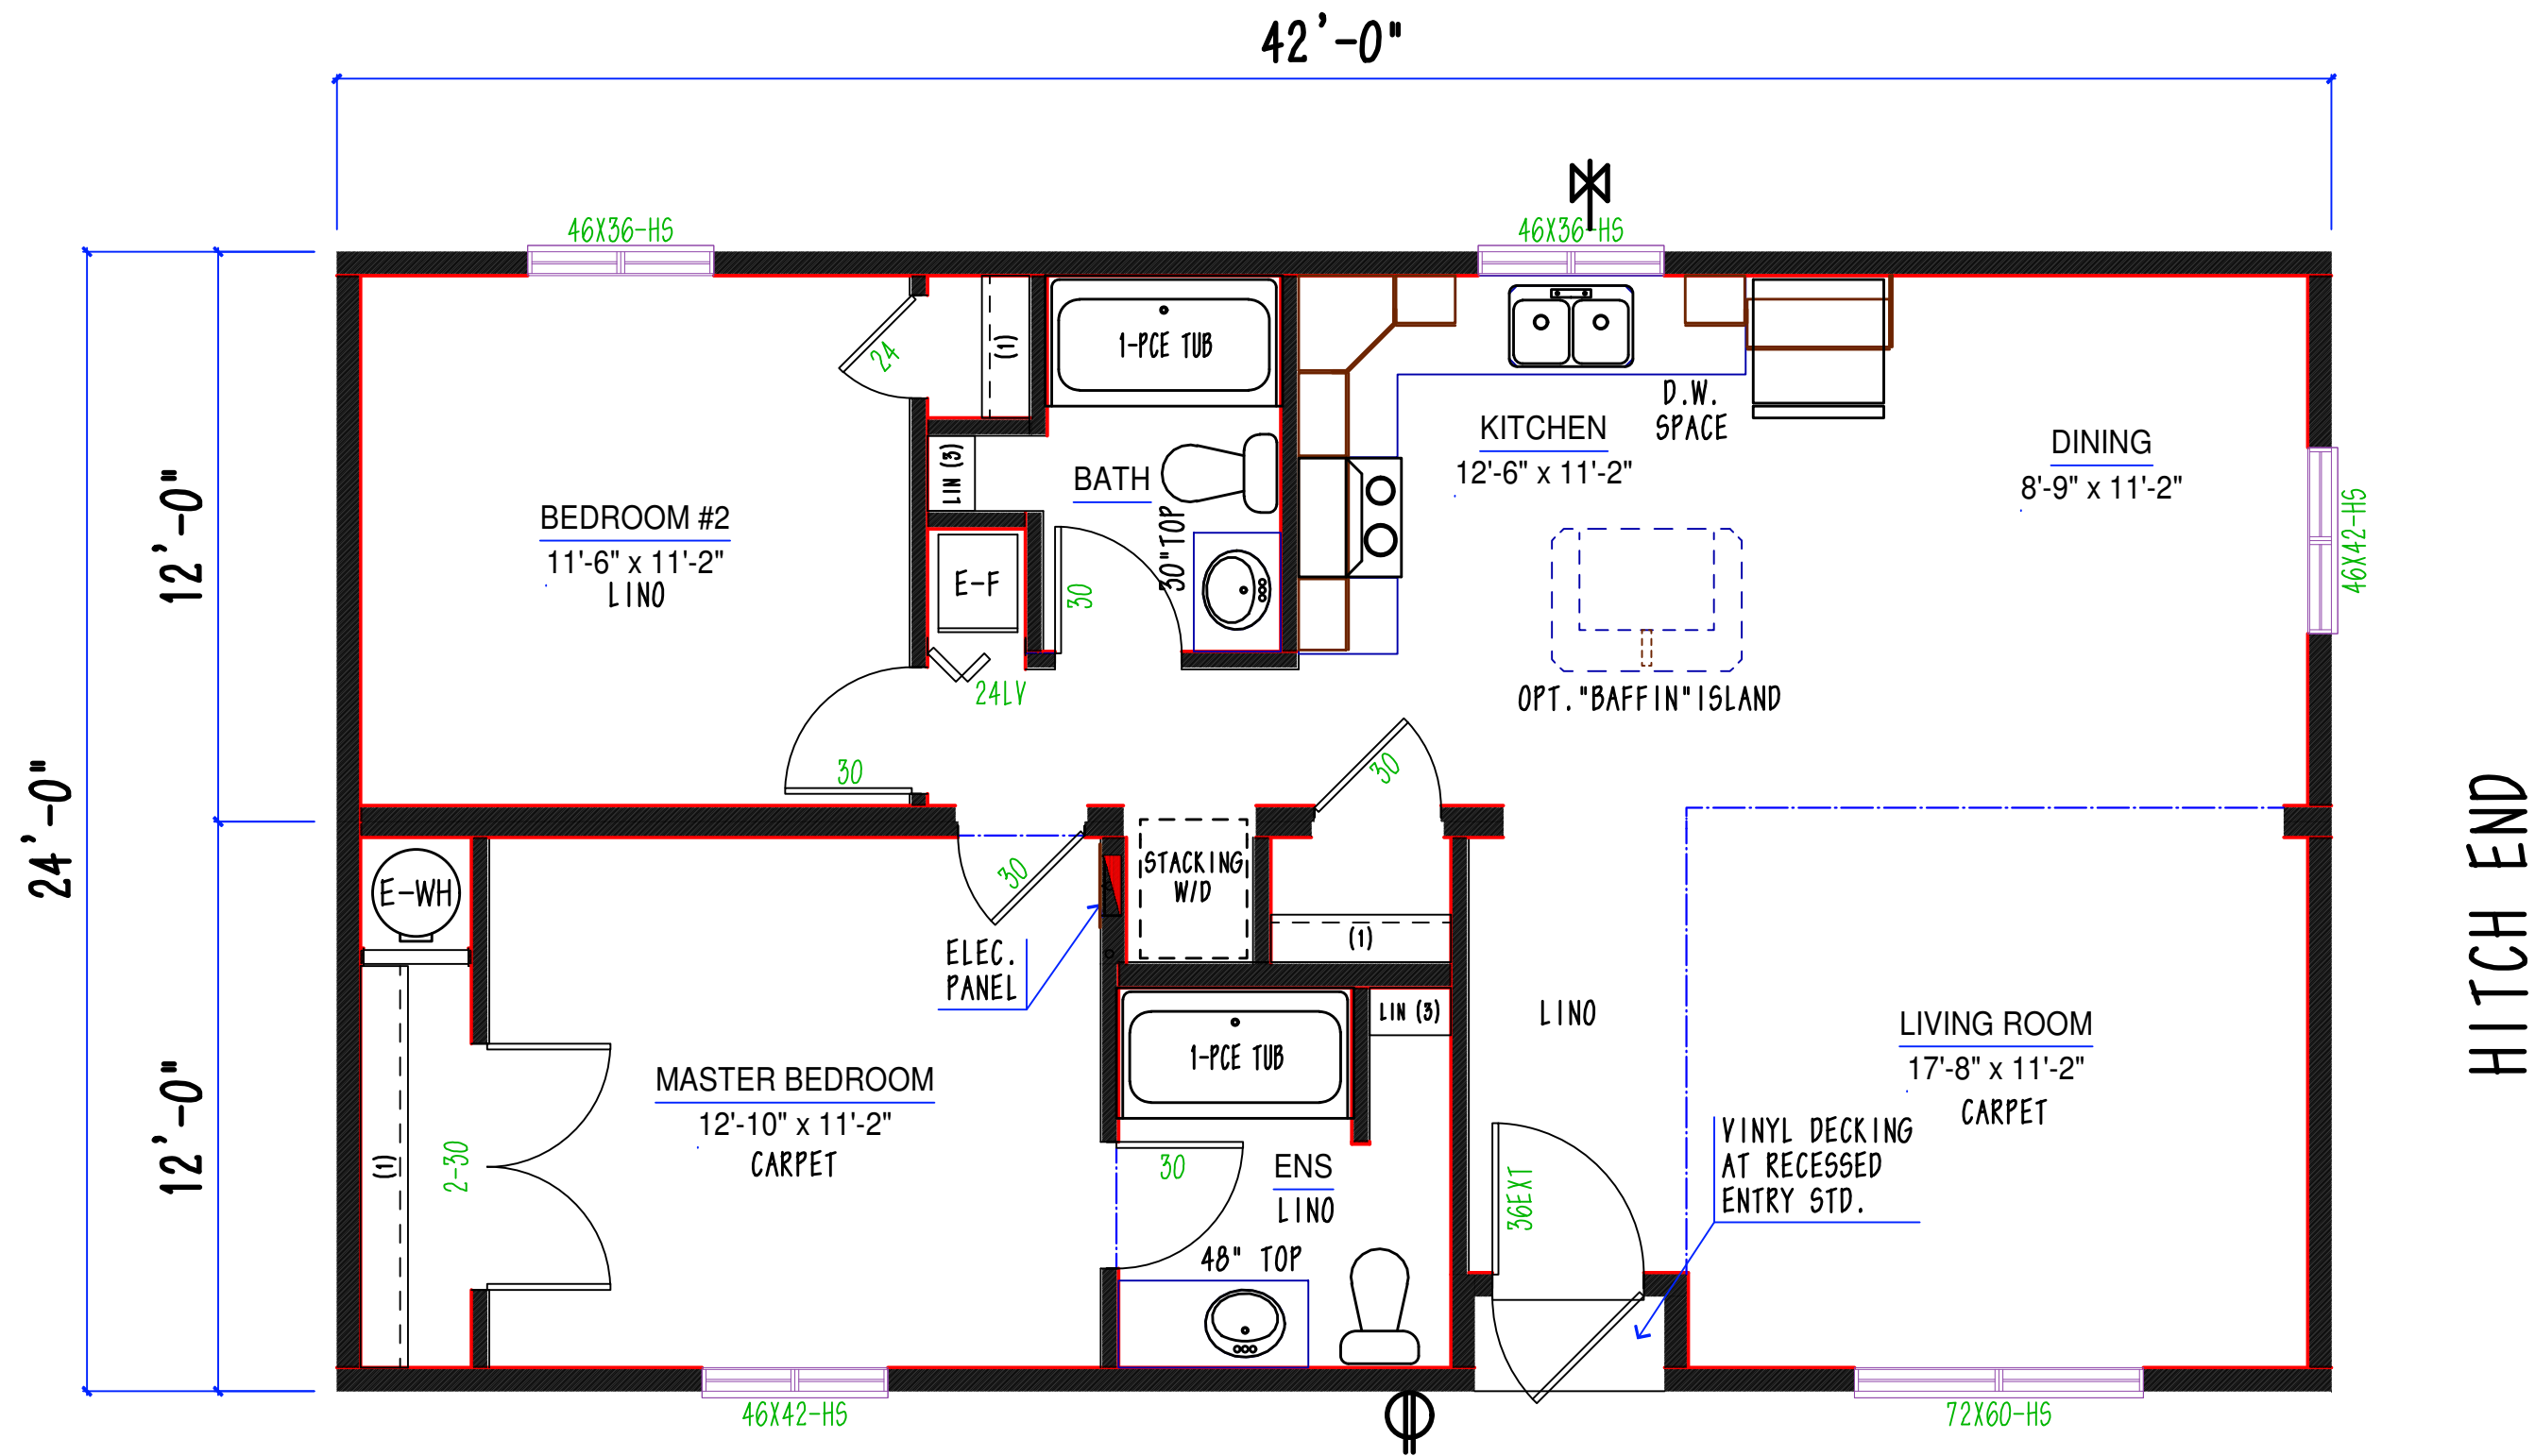 42'-0"
46X36-HS
46X36-HS
24
(1)
1-PCE TUB
D.W.
SPACE
KITCHEN
12'-6" x 11'-2"
DINING
8'-9" x 11'-2"
46X42-HS
LIN (3)
BATH
30"TOP
BEDROOM #2
11'-6" x 11'-2"
LINO
E-F
30
24LV
30
12'-0"
OPT."BAFFIN"ISLAND
30
24'-0"
HITCH END
E-WH
30
STACKING
W/D
(1)
ELEC.
PANEL
LIN (3)
LINO
1-PCE TUB
LIVING ROOM
17'-8" x 11'-2"
CARPET
MASTER BEDROOM
12'-10" x 11'-2"
CARPET
12'-0"
(1)
2-30
30
ENS
LINO
36EXT
VINYL DECKING
AT RECESSED
ENTRY STD.
48" TOP
46X42-HS
72X60-HS